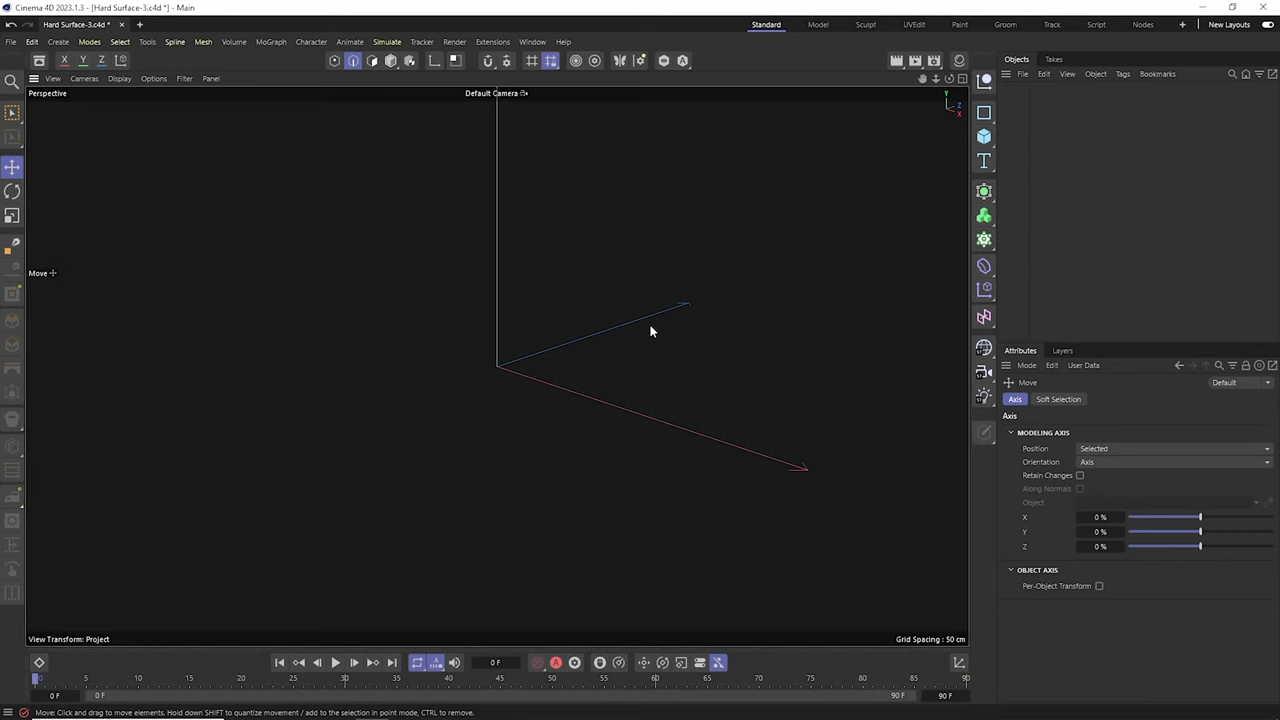 Cinema 4D 2023.1.3 - [Hard Surface-3.c4d *] - Main
Hard Surface-3.c4d *
Standard Model Sculpt UVEdit Paint Groom Track Script Nodes New Layouts
File Edit Create Modes Select Tools Spline Mesh Volume MoGraph Character Animate Simulate Tracker Render Extensions Window Help
X Y Z
Objects Takes
View Cameras Display Options Filter Panel
File Edit View Object Tags Bookmarks
Perspective
Default Camera
Y
Z
X
Move
Attributes Layers
Mode Edit User Data
Move
Default
Axis Soft Selection
Axis
MODELING AXIS
Position Selected
Orientation Axis
Retain Changes
Along Normals
Object
X 0 %
Y 0 %
Z 0 %
OBJECT AXIS
Per-Object Transform
View Transform: Project
Grid Spacing : 50 cm
0 F
0 5 10 15 20 25 30 35 40 45 50 55 60 65 70 75 80 85 90
0 F 0 F 90 F 90 F
Move: Click and drag to move elements. Hold down SHIFT to quantize movement / add to the selection in point mode, CTRL to remove.